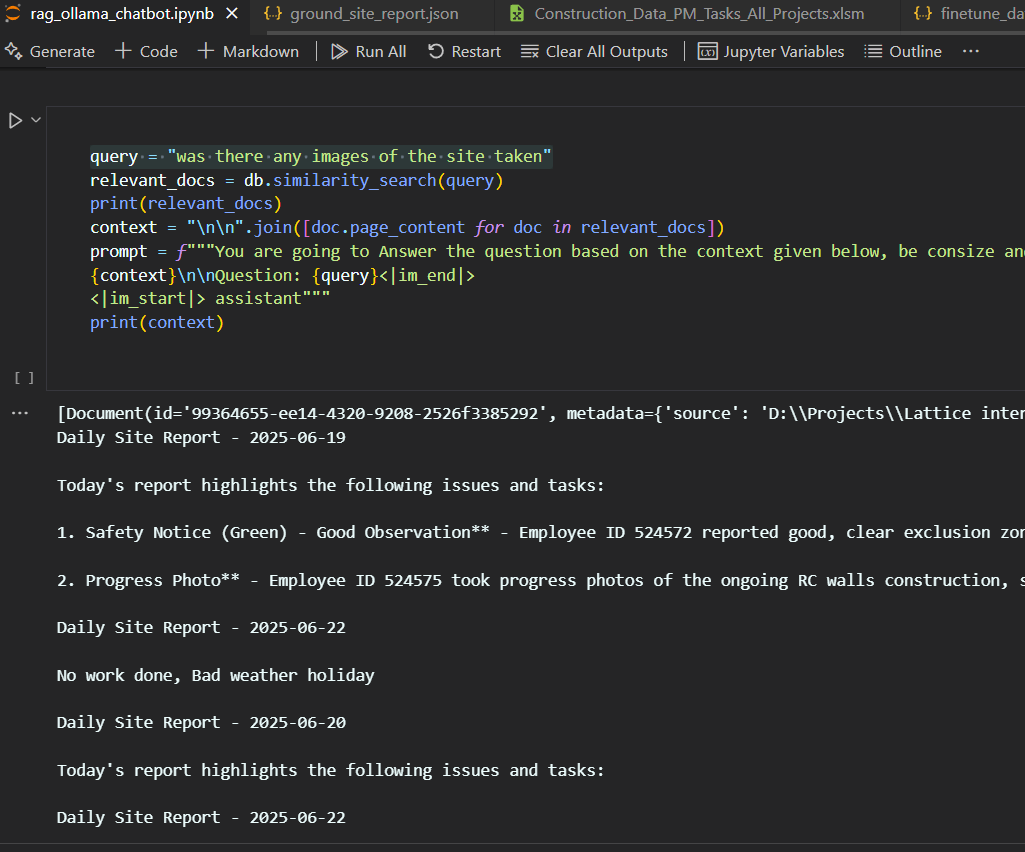 rag_ollama_chatbot.ipynb × {..} ground_site_report.json Construction_Data_PM_Tasks_All_Projects.xlsm {..} finetune_da
Generate + Code + Markdown | Run All Restart Clear All Outputs | Jupyter Variables Outline ...
query = "was there any images of the site taken"
relevant_docs = db.similarity_search(query)
print(relevant_docs)
context = "\n\n".join([doc.page_content for doc in relevant_docs])
prompt = f"""You are going to Answer the question based on the context given below, be consize and
{context}\n\nQuestion: {query}<|im_end|>
<|im_start|> assistant"""
print(context)
[ ]
... [Document(id='99364655-ee14-4320-9208-2526f3385292', metadata={'source': 'D:\\Projects\\Lattice inter
Daily Site Report - 2025-06-19
Today's report highlights the following issues and tasks:
1. Safety Notice (Green) - Good Observation** - Employee ID 524572 reported good, clear exclusion zon
2. Progress Photo** - Employee ID 524575 took progress photos of the ongoing RC walls construction, s
Daily Site Report - 2025-06-22
No work done, Bad weather holiday
Daily Site Report - 2025-06-20
Today's report highlights the following issues and tasks:
Daily Site Report - 2025-06-22